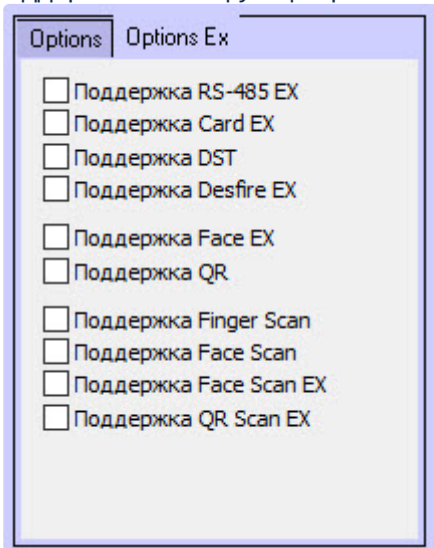 Options Options Ex
Поддержка RS-485 EX
Поддержка Card EX
Поддержка DST
Поддержка Desfire EX
Поддержка Face EX
Поддержка QR
Поддержка Finger Scan
Поддержка Face Scan
Поддержка Face Scan EX
Поддержка QR Scan EX